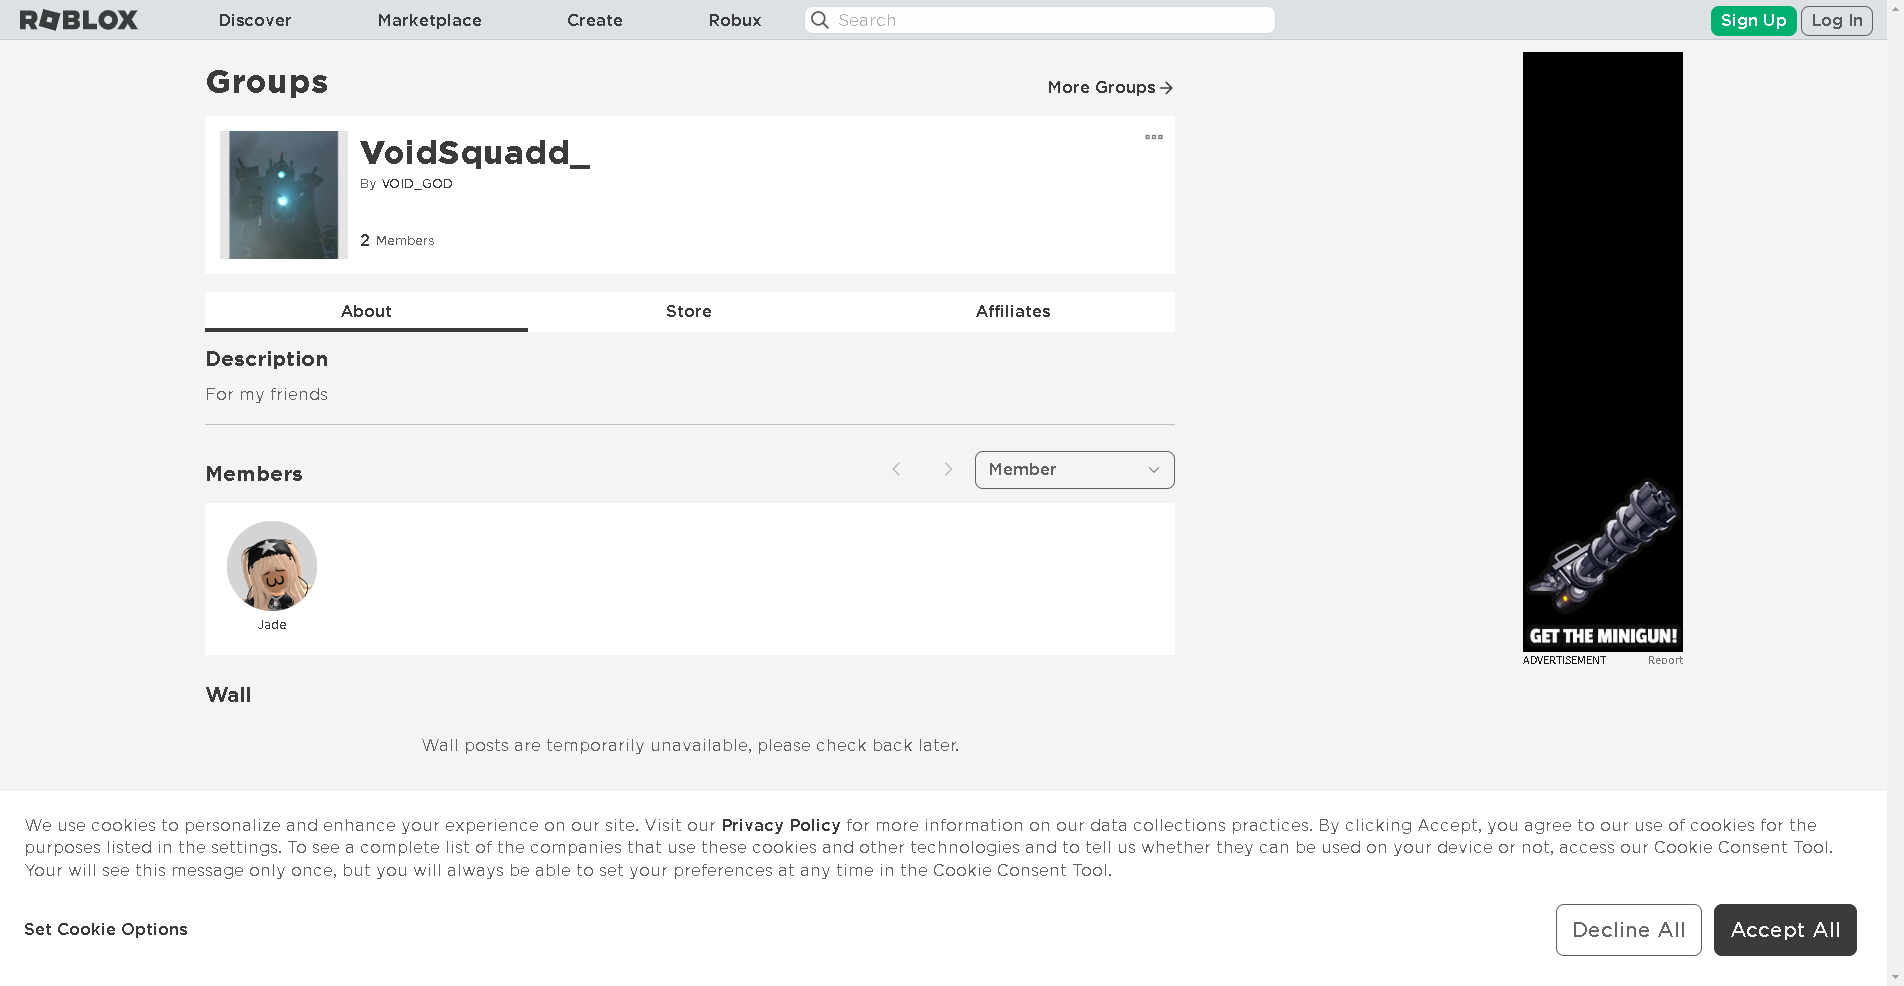 ROBLOX Discover Marketplace Create Robux Search Sign Up Log In
Groups
More Groups
VoidSquadd_
By VOID_GOD
2 Members
About Store Affiliates
Description
For my friends
Members
Member
Jade
Wall
Wall posts are temporarily unavailable, please check back later.
GET THE MINIGUN!
ADVERTISEMENT Report
We use cookies to personalize and enhance your experience on our site. Visit our Privacy Policy for more information on our data collections practices. By clicking Accept, you agree to our use of cookies for the
purposes listed in the settings. To see a complete list of the companies that use these cookies and other technologies and to tell us whether they can be used on your device or not, access our Cookie Consent Tool.
Your will see this message only once, but you will always be able to set your preferences at any time in the Cookie Consent Tool.
Set Cookie Options
Decline All
Accept All